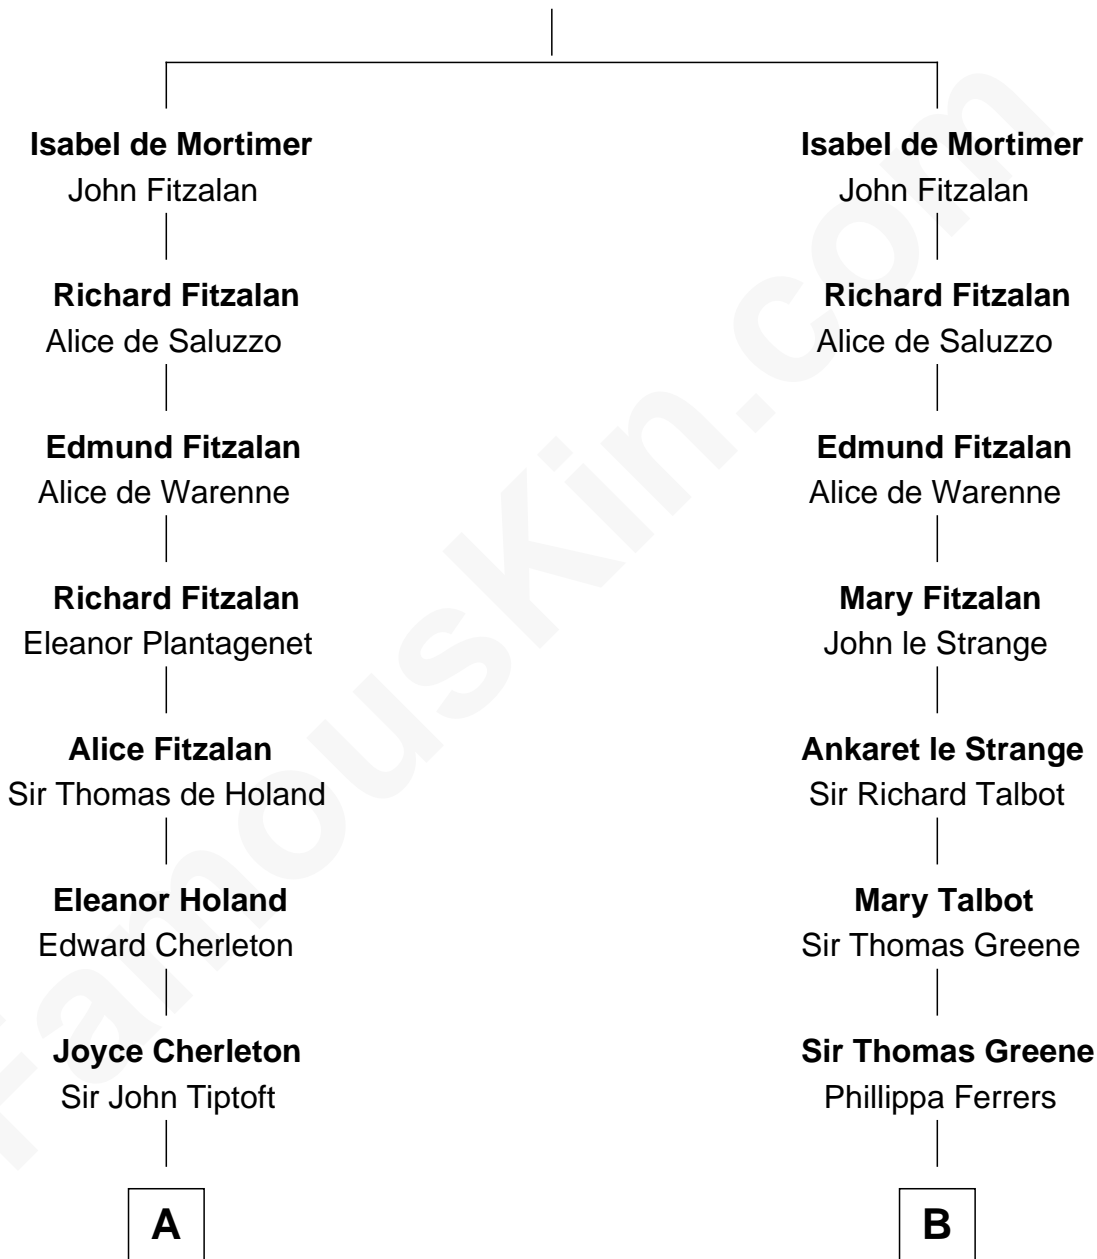 Isabel de Mortimer
John Fitzalan
Richard Fitzalan
Alice de Saluzzo
Edmund Fitzalan
Alice de Warenne
Richard Fitzalan
Eleanor Plantagenet
Alice Fitzalan
Sir Thomas de Holand
Eleanor Holand
Edward Cherleton
Joyce Cherleton
Sir John Tiptoft
A
Isabel de Mortimer
John Fitzalan
Richard Fitzalan
Alice de Saluzzo
Edmund Fitzalan
Alice de Warenne
Mary Fitzalan
John le Strange
Ankaret le Strange
Sir Richard Talbot
Mary Talbot
Sir Thomas Greene
Sir Thomas Greene
Phillippa Ferrers
B
FamousKin.com